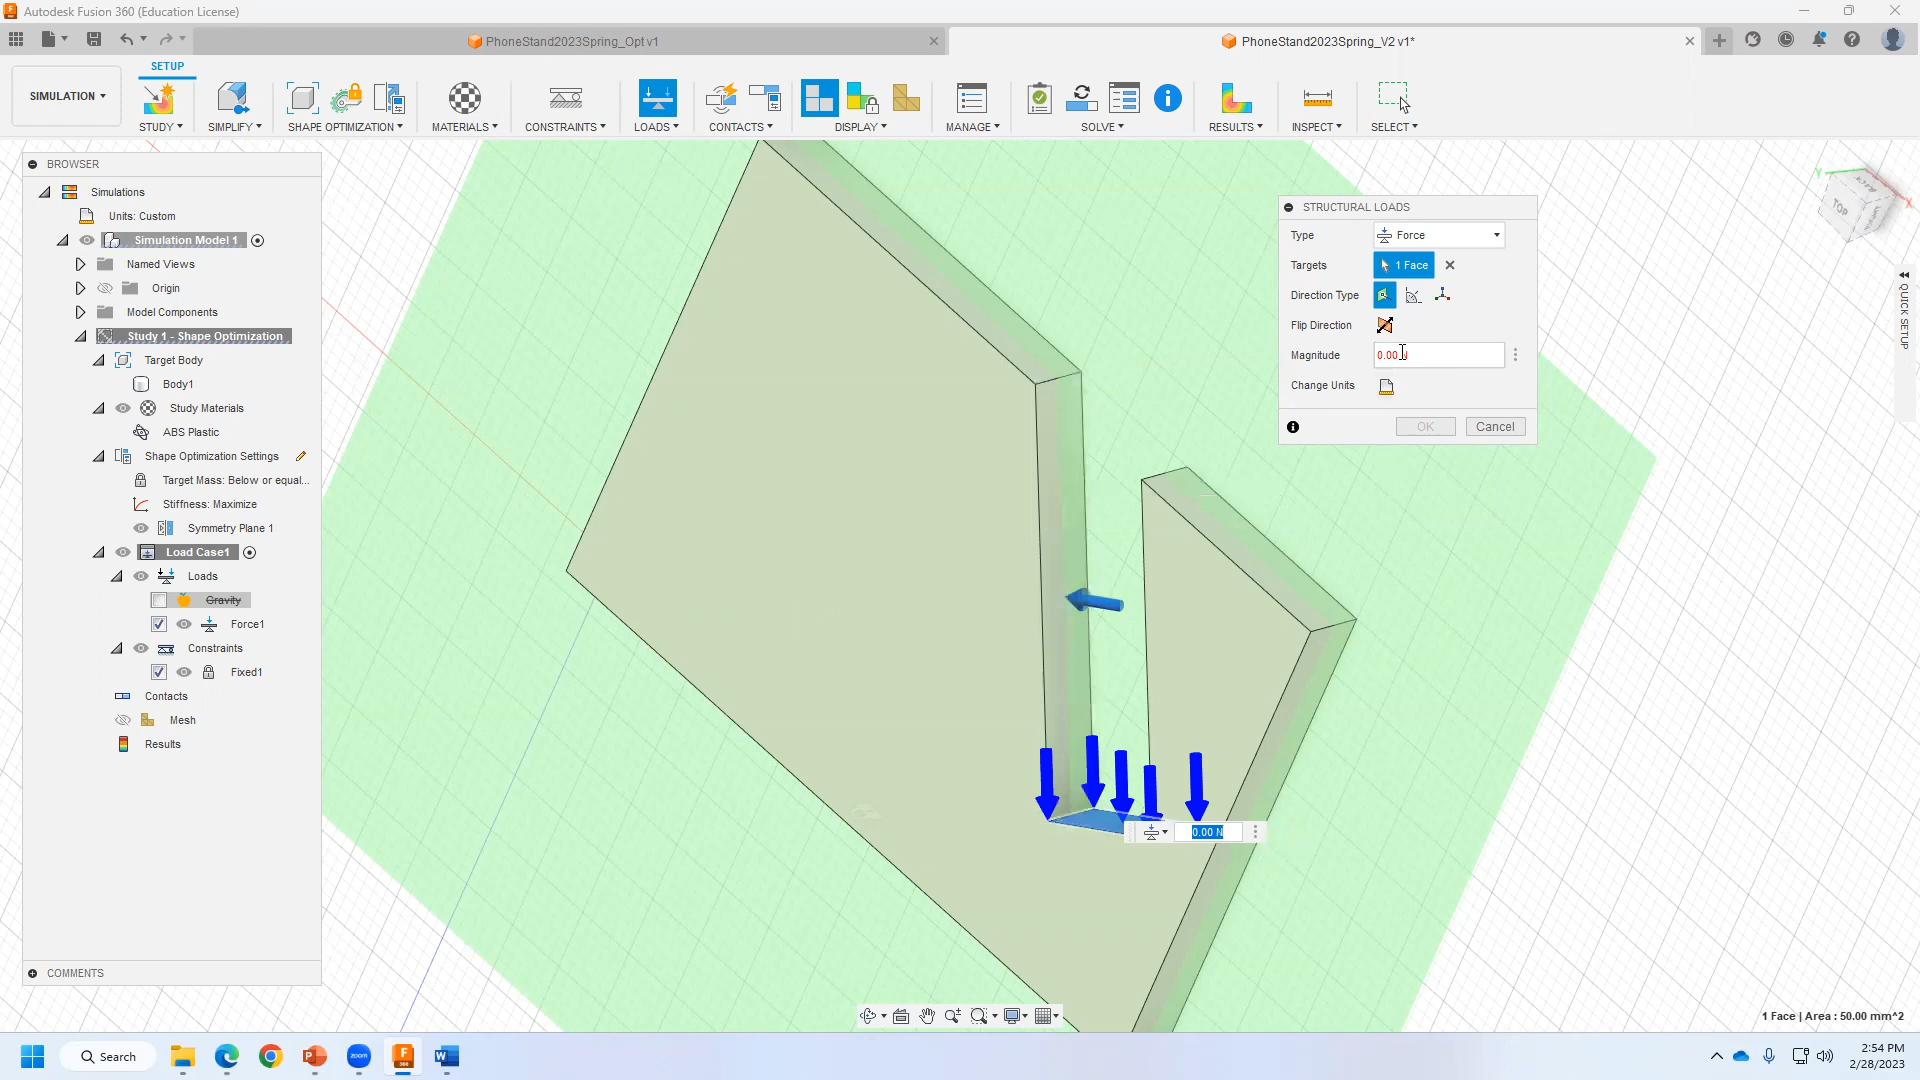 Autodesk Fusion 360 (Education License)
PhoneStand2023Spring_Opt v1
PhoneStand2023Spring_V2 v1*
SETUP
SIMULATION
STUDY
SIMPLIFY
SHAPE OPTIMIZATION
MATERIALS
CONSTRAINTS
LOADS
CONTACTS
DISPLAY
MANAGE
SOLVE
RESULTS
INSPECT
SELECT
BROWSER
Simulations
Units: Custom
Simulation Model 1
Named Views
Origin
Model Components
Study 1 - Shape Optimization
Target Body
Body1
Study Materials
ABS Plastic
Shape Optimization Settings
Target Mass: Below or equal...
Stiffness: Maximize
Symmetry Plane 1
Load Case1
Loads
Gravity
Force1
Constraints
Fixed1
Contacts
Mesh
Results
COMMENTS
STRUCTURAL LOADS
Type Force
Targets 1 Face
Direction Type
Flip Direction
Magnitude 0.00 N
Change Units
OK Cancel
0.00 N
TOP
BACK
Y
X
QUICK SETUP
1 Face | Area : 50.00 mm^2
Search
2:54 PM
2/28/2023